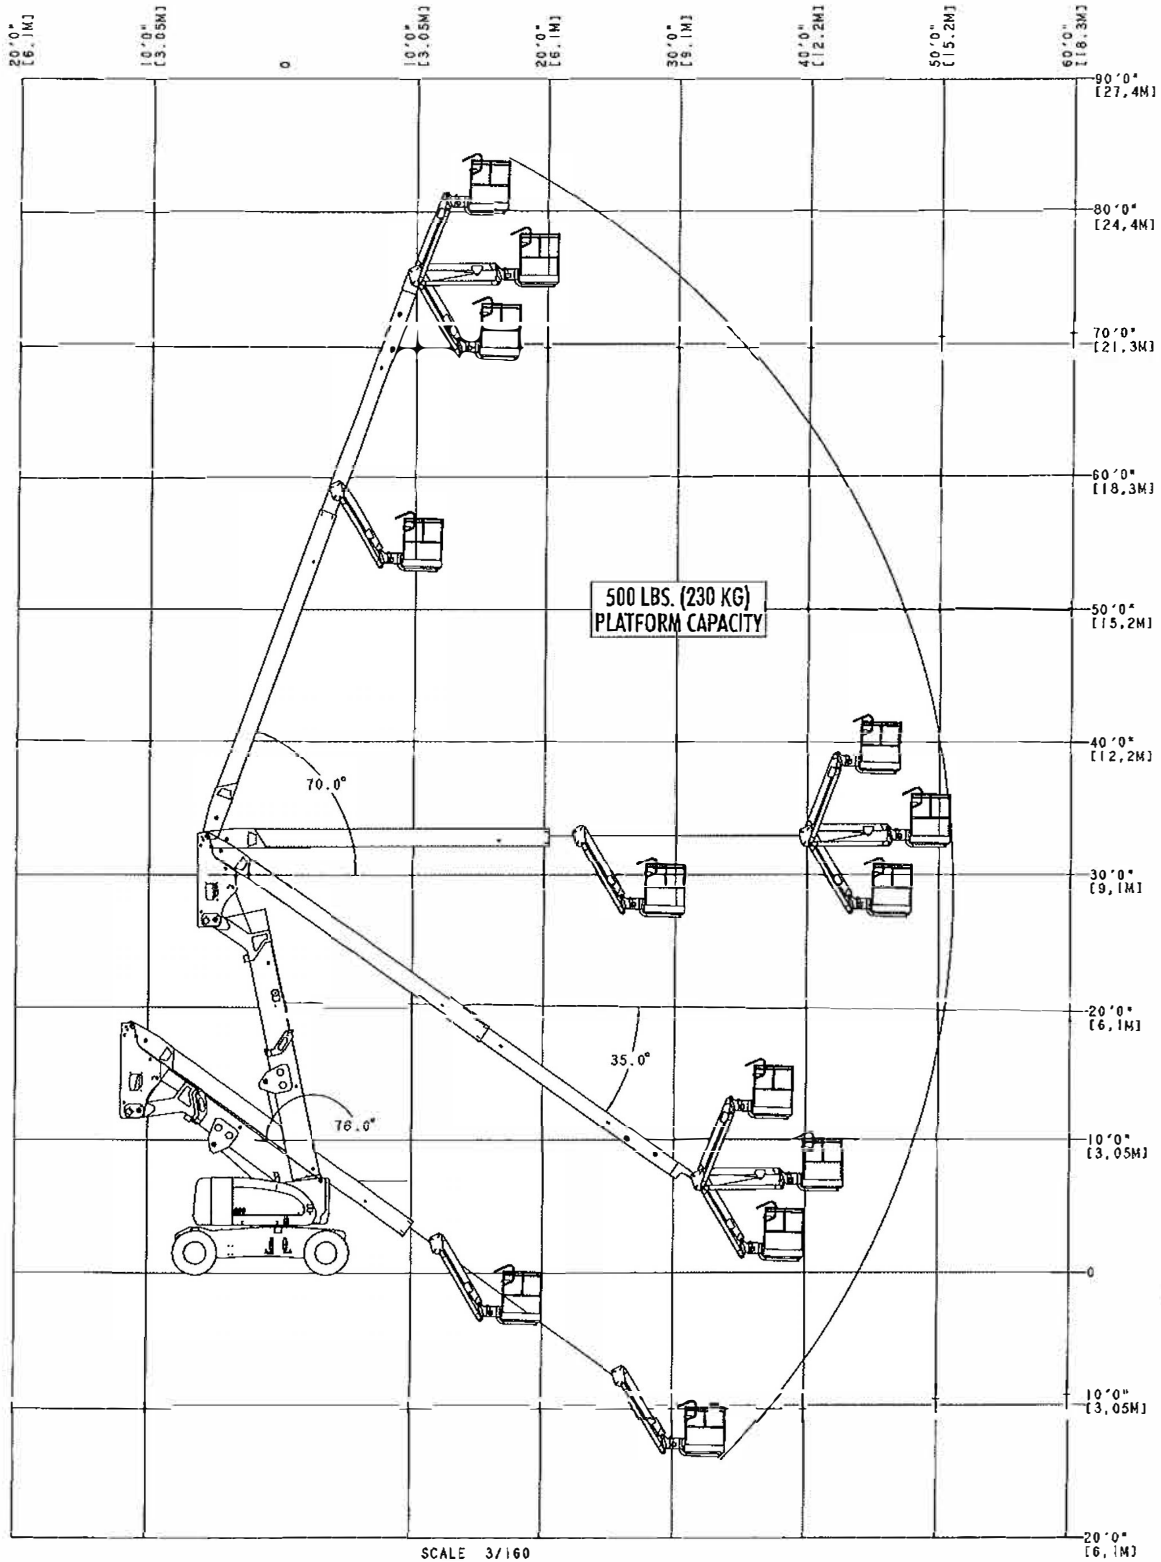 20'0"
[6.1M]
10'0"
[3.05M]
0
10'0"
[3.05M]
20'0"
[6.1M]
30'0"
[9.1M]
40'0"
[12.2M]
50'0"
[15.2M]
60'0"
[18.3M]
90'0"
[27,4M]
80'0"
[24,4M]
70'0"
[21,3M]
60'0"
[18,3M]
500 LBS. (230 KG)
PLATFORM CAPACITY
50'0"
[15,2M]
40'0"
[12,2M]
70.0°
30'0"
[9,1M]
20'0"
[6,1M]
35.0°
76.0°
10'0"
[3,05M]
0
10'0"
[3,05M]
20'0"
[6,1M]
SCALE 3/160